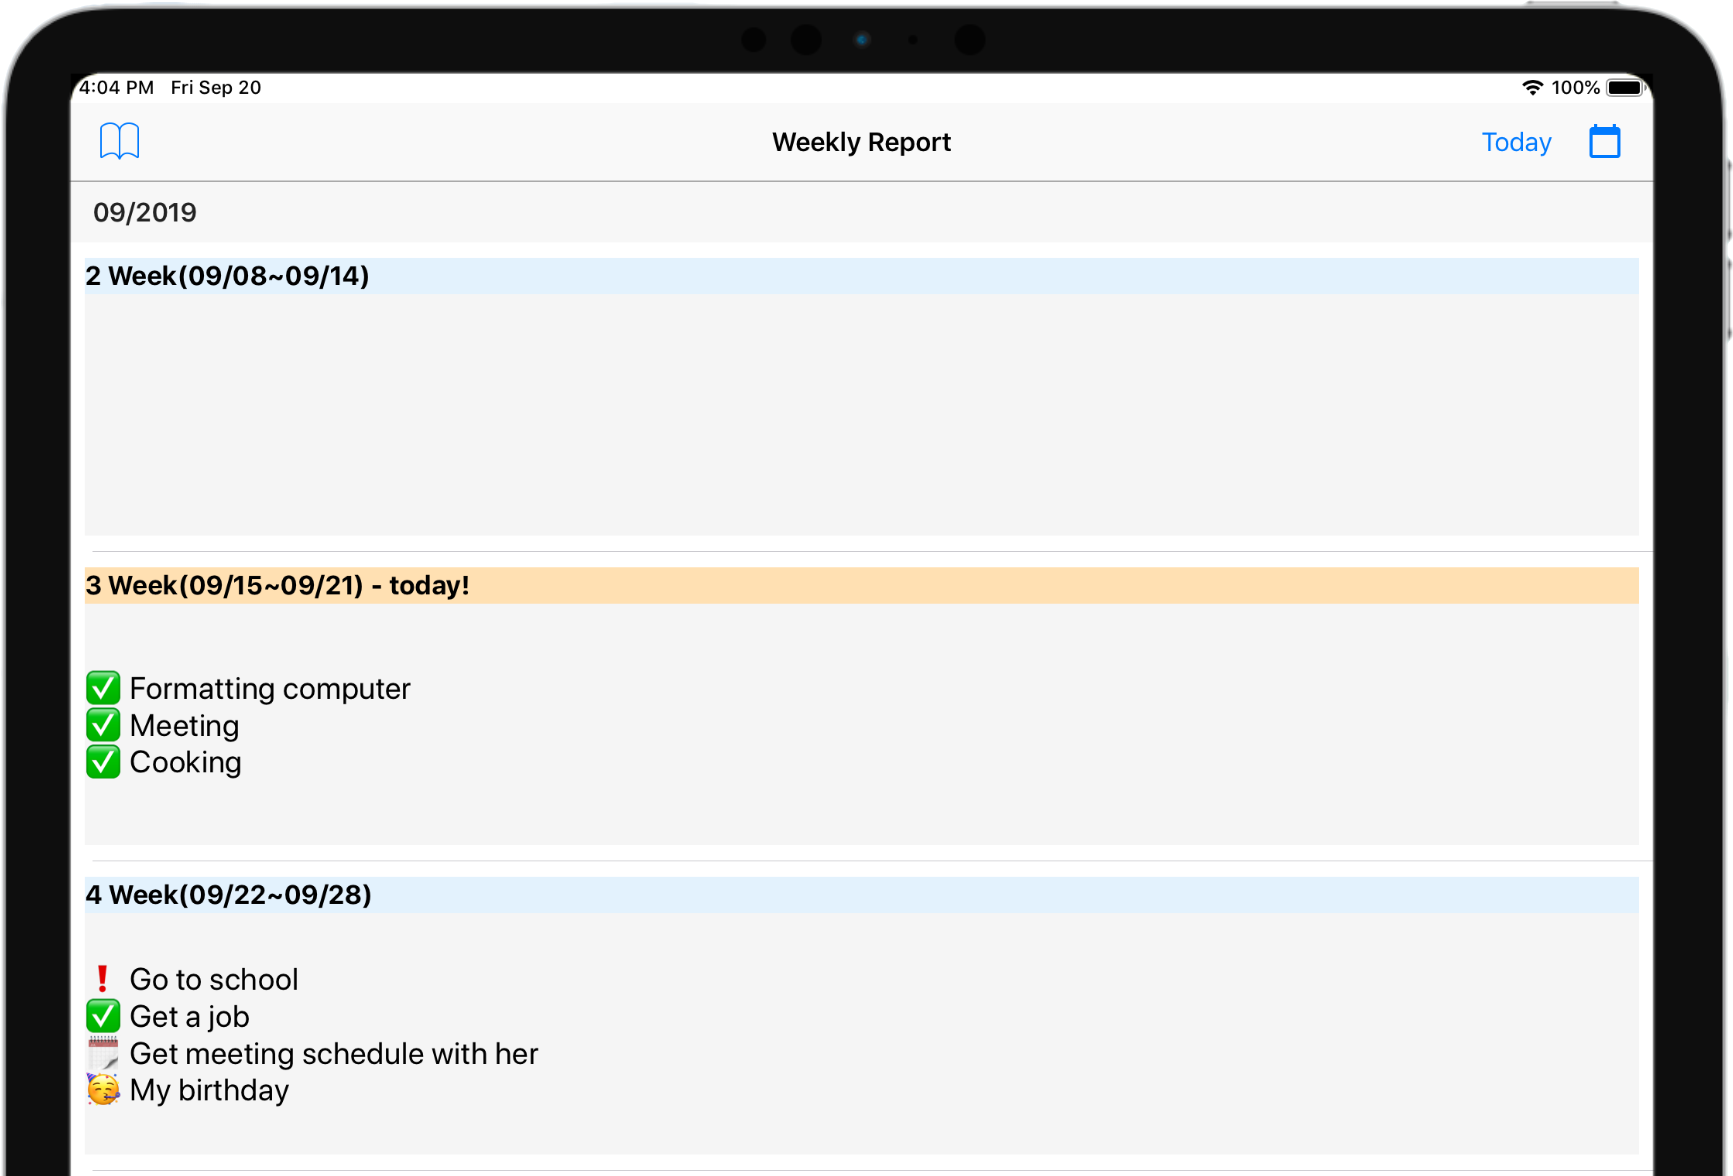 4:04 PM Fri Sep 20 100%
Weekly Report
Today
09/2019
2 Week(09/08~09/14)
3 Week(09/15~09/21) - today!
✅ Formatting computer
✅ Meeting
✅ Cooking
4 Week(09/22~09/28)
❗ Go to school
✅ Get a job
🗓 Get meeting schedule with her
🥳 My birthday